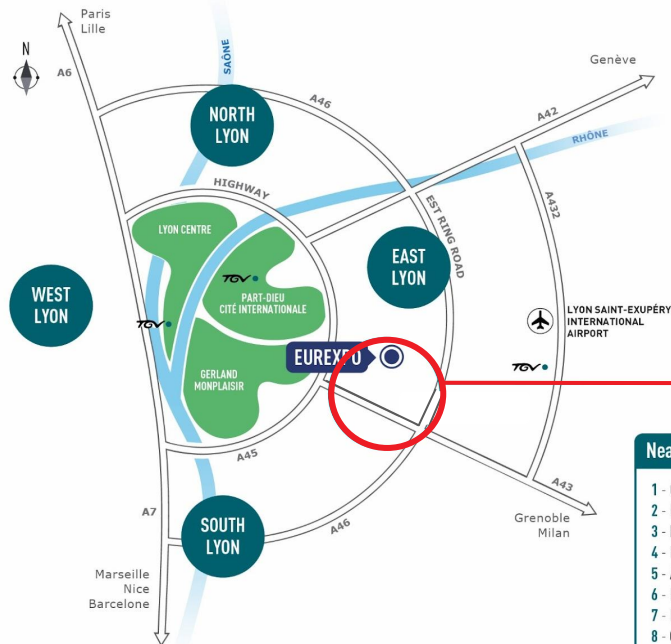 Paris
Lille
N
A6
SAÔNE
A46
Genève
A42
RHÔNE
NORTH
LYON
HIGHWAY
LYON CENTRE
EST RING ROAD
A432
EAST
LYON
WEST
LYON
TGV
PART-DIEU
CITÉ INTERNATIONALE
TGV
LYON SAINT-EXUPÉRY
INTERNATIONAL
AIRPORT
EUREXPO
TGV
GERLAND
MONPLAISIR
A45
A43
Grenoble
Milan
A7
A46
SOUTH
LYON
Marseille
Nice
Barcelone
Nea
1 -
2 -
3 -
4 -
5 -
6 -
7 -
8 -